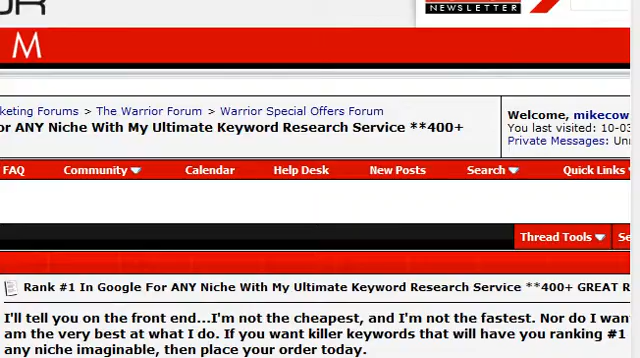 NEWSLETTER
M
keting Forums > The Warrior Forum > Warrior Special Offers Forum
or ANY Niche With My Ultimate Keyword Research Service **400+
Welcome, mikecow
You last visited: 10-03
Private Messages: Un
FAQ Community Calendar Help Desk New Posts Search Quick Links
Thread Tools Se
Rank #1 In Google For ANY Niche With My Ultimate Keyword Research Service **400+ GREAT R
I'll tell you on the front end...I'm not the cheapest, and I'm not the fastest. Nor do I wan
am the very best at what I do. If you want killer keywords that will have you ranking #1
any niche imaginable, then place your order today.